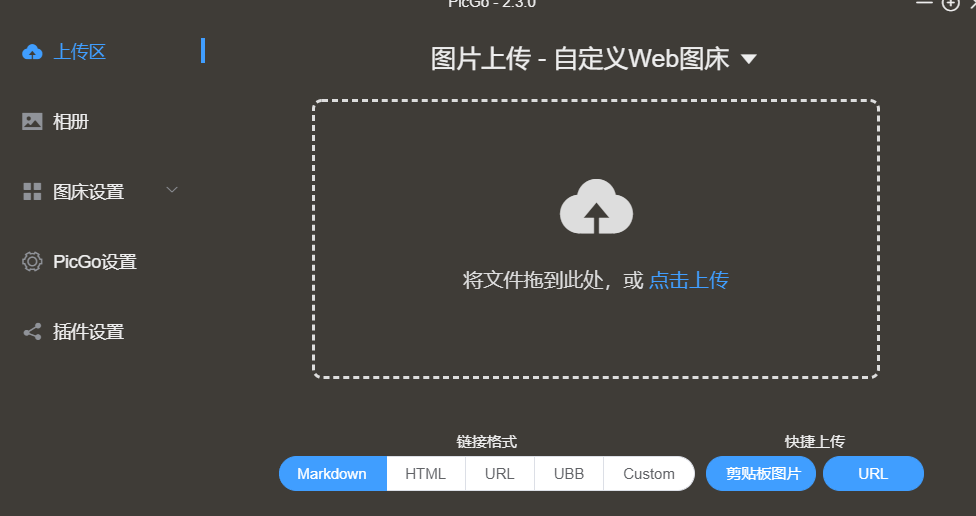 PicGo - 2.3.0
上传区
相册
图床设置
PicGo设置
插件设置
图片上传 - 自定义Web图床
将文件拖到此处，或 点击上传
链接格式
Markdown HTML URL UBB Custom
快捷上传
剪贴板图片 URL